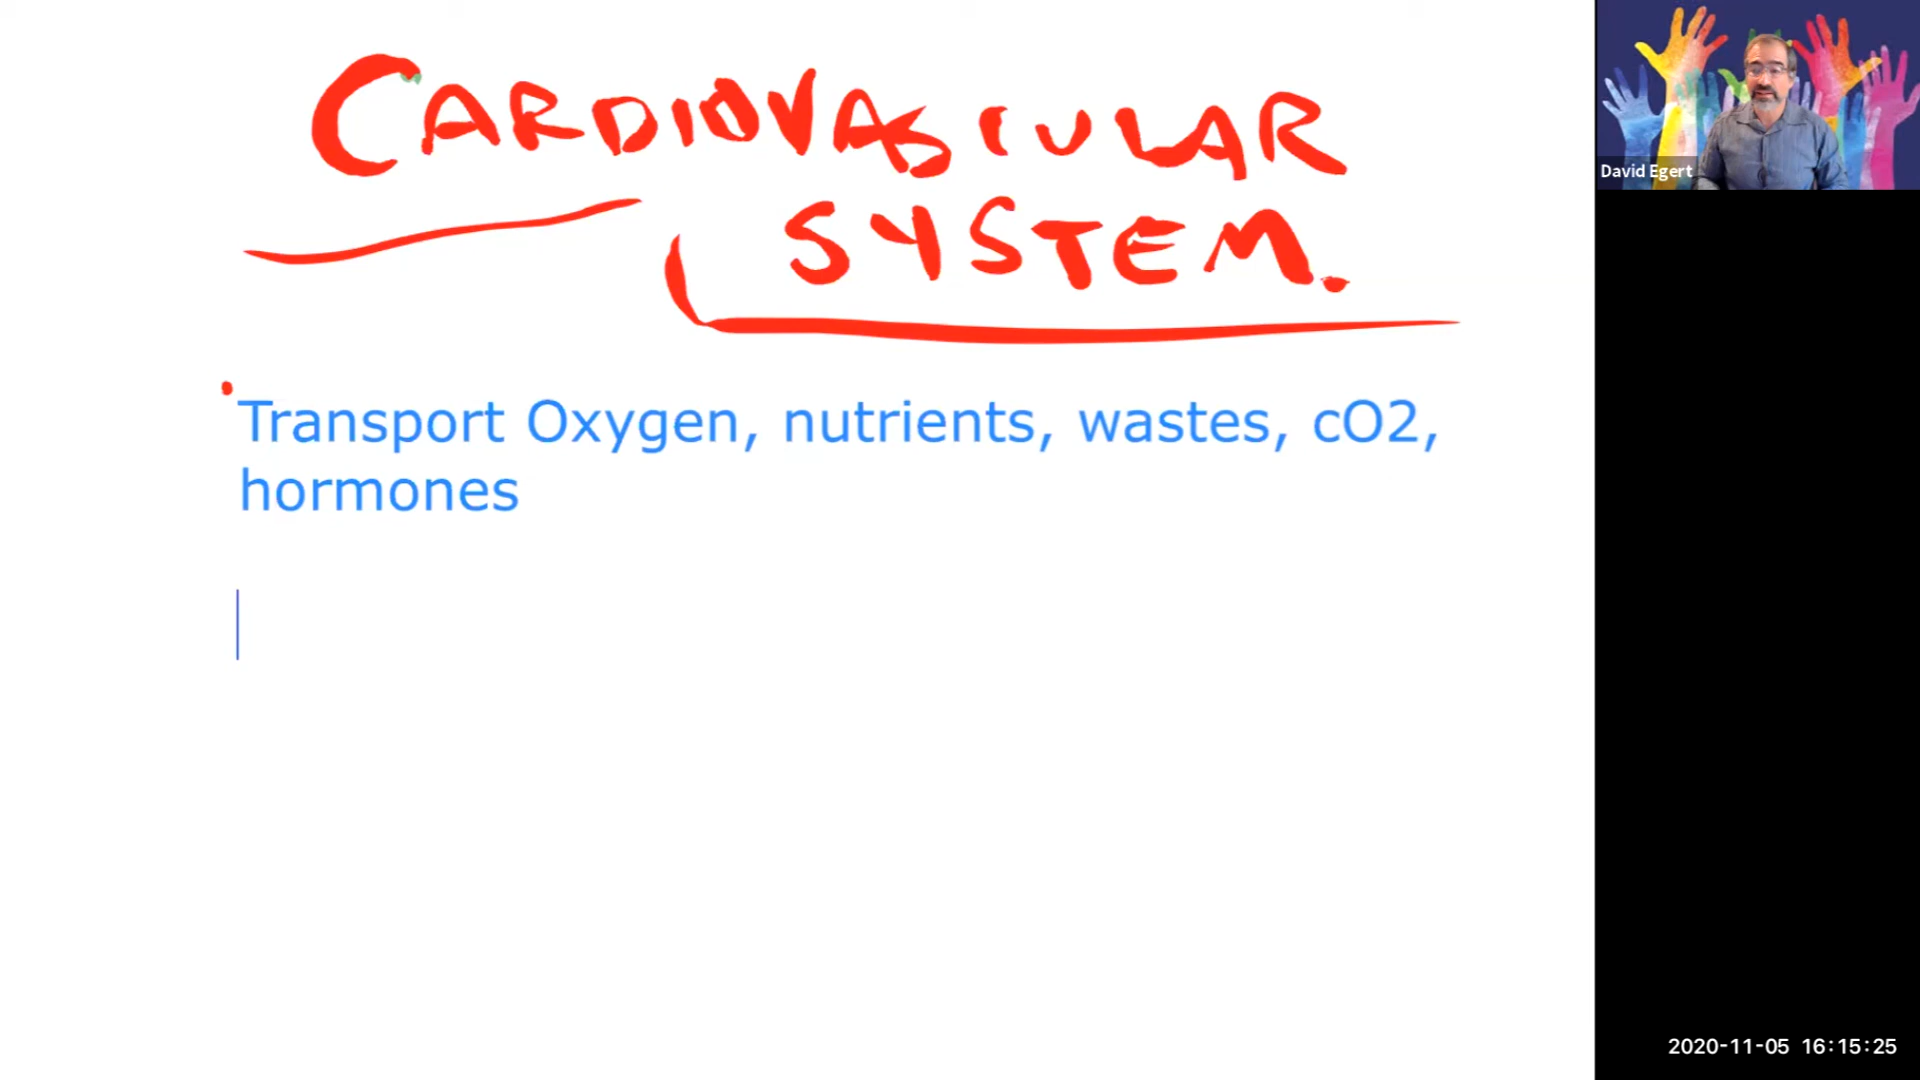 CARDIOVASCULAR
SYSTEM.
Transport Oxygen, nutrients, wastes, cO2,
hormones
David Egert
2020-11-05 16:15:25